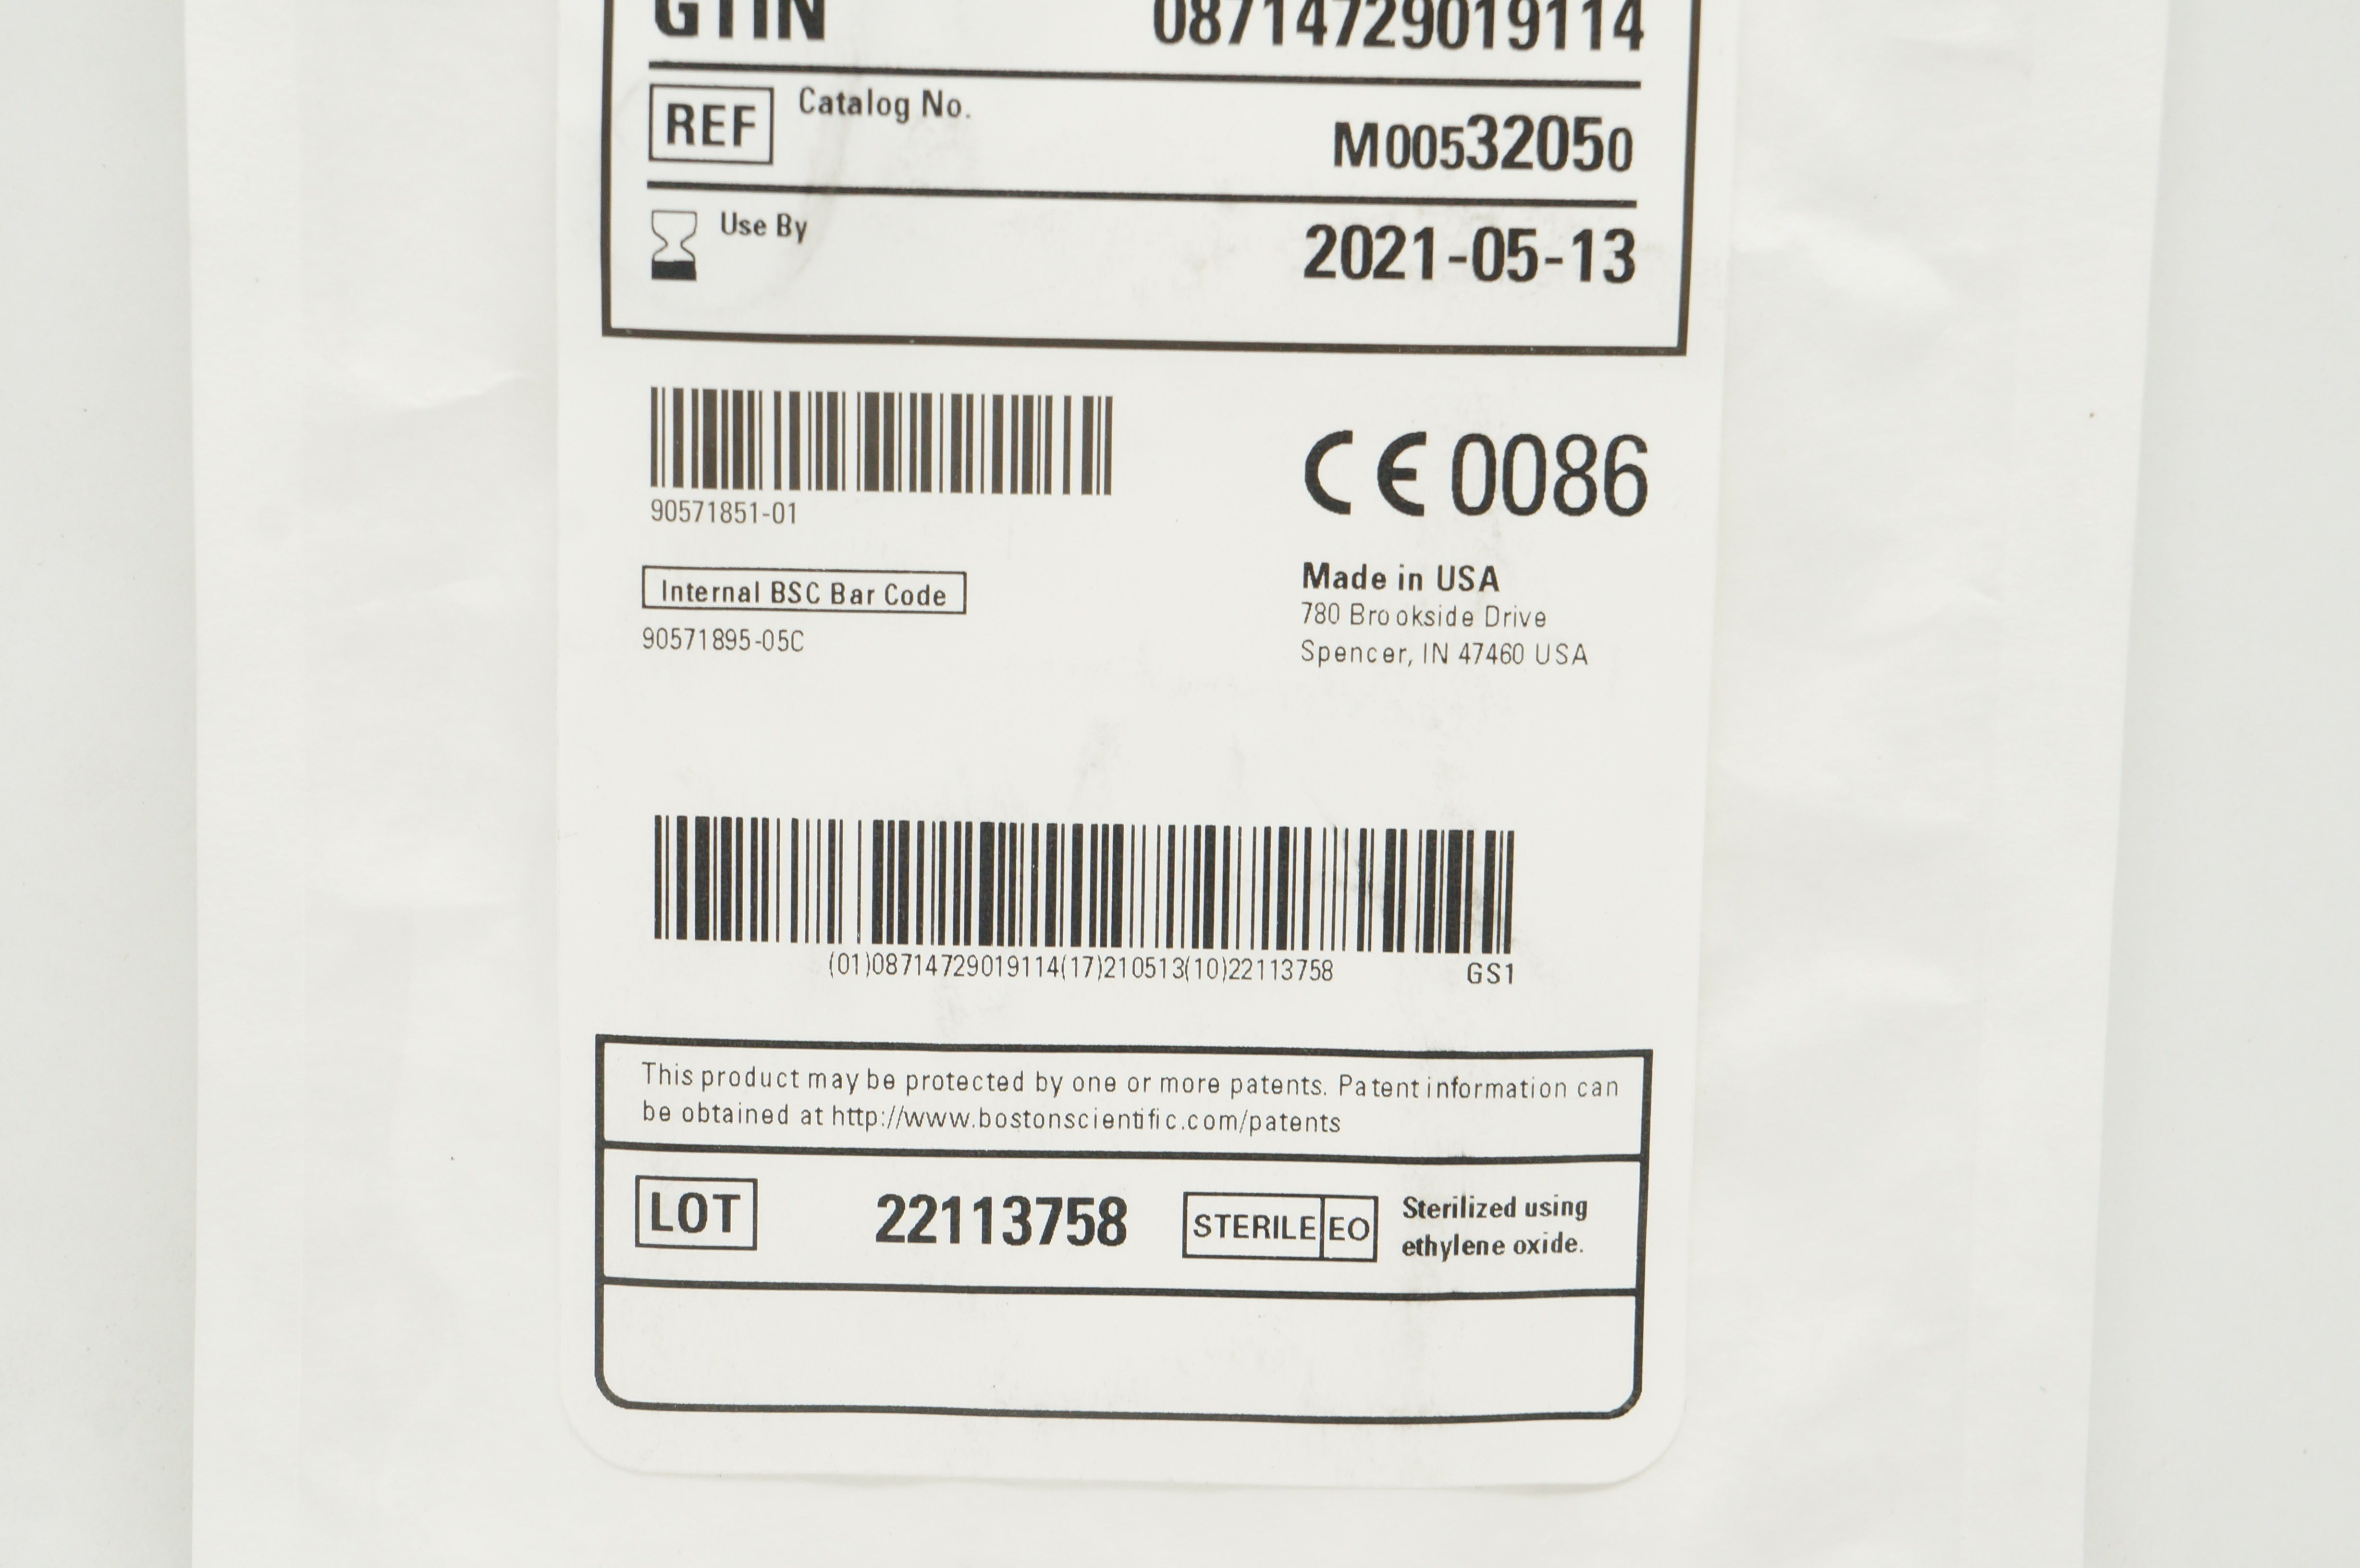 GTIN 08714729019114
REF Catalog No. M00532050
Use By 2021-05-13
90571851-01
CE 0086
Internal BSC Bar Code
90571895-05C
Made in USA
780 Brookside Drive
Spencer, IN 47460 USA
(01)08714729019114(17)210513(10)22113758 GS1
This product may be protected by one or more patents. Patent information can
be obtained at http://www.bostonscientific.com/patents
LOT 22113758 STERILE EO Sterilized using
ethylene oxide.